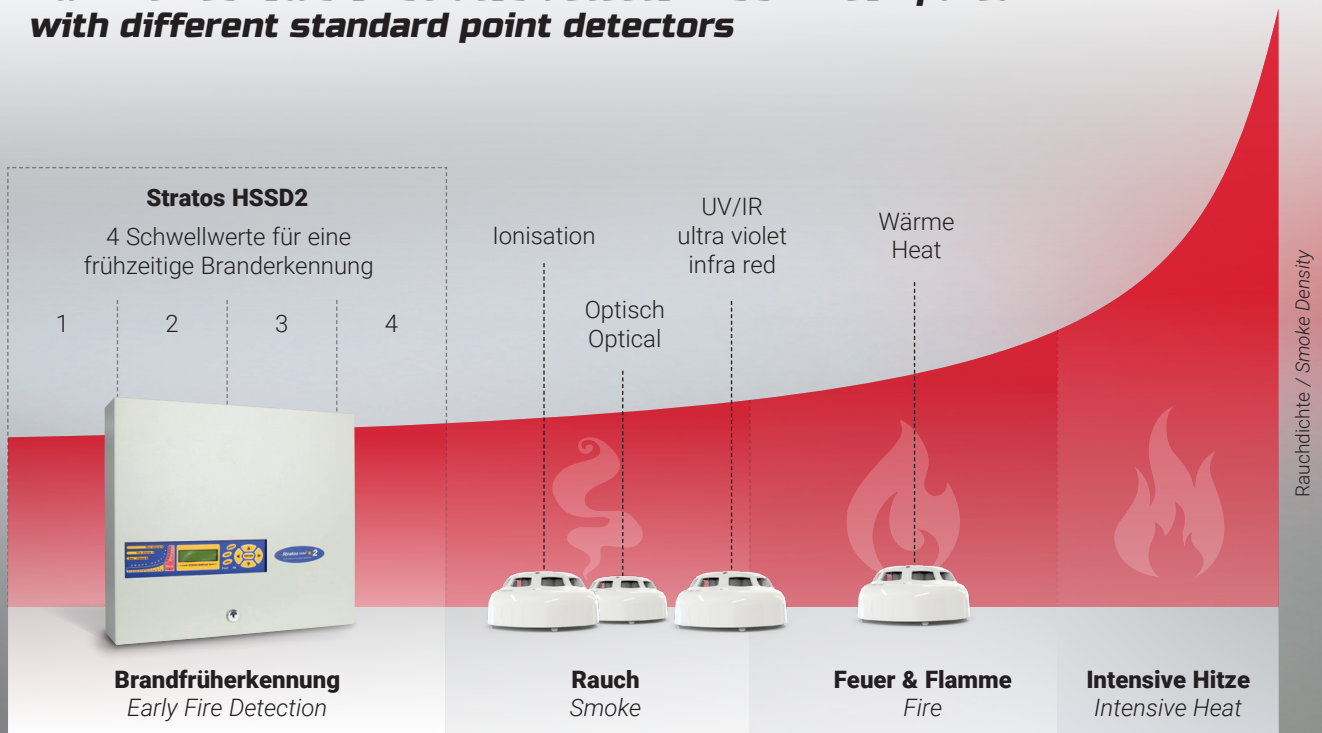 with different standard point detectors
Stratos HSSD2
4 Schwellwerte für eine
frühzeitige Branderkennung
1
2
3
4
Ionisation
Optisch
Optical
UV/IR
ultra violet
infra red
Wärme
Heat
Rauchdichte / Smoke Density
Brandfrüherkennung
Early Fire Detection
Rauch
Smoke
Feuer & Flamme
Fire
Intensive Hitze
Intensive Heat